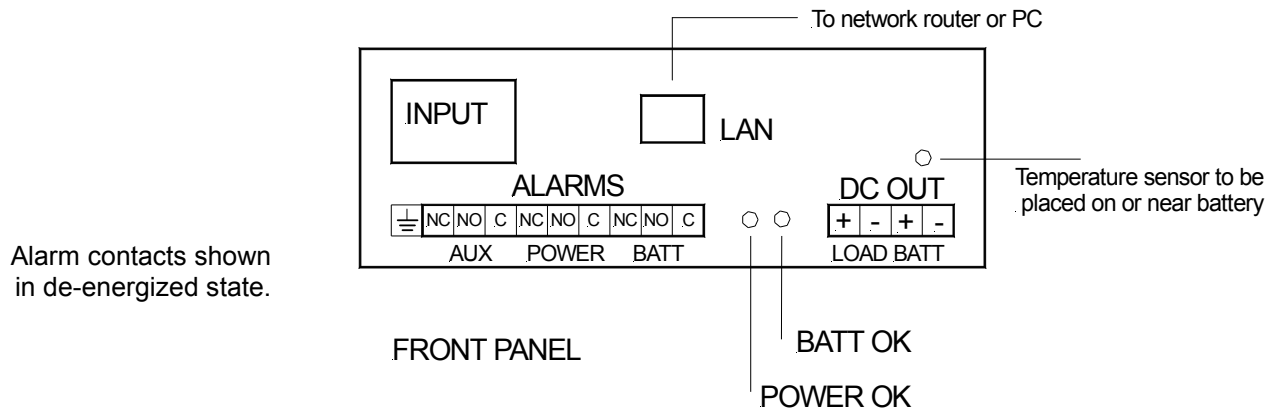 To network router or PC
INPUT
LAN
ALARMS
DC OUT
Temperature sensor to be
placed on or near battery
NC NO C NC NO C NC NO C
+ - + -
AUX POWER BATT
LOAD BATT
Alarm contacts shown
in de-energized state.
FRONT PANEL
BATT OK
POWER OK